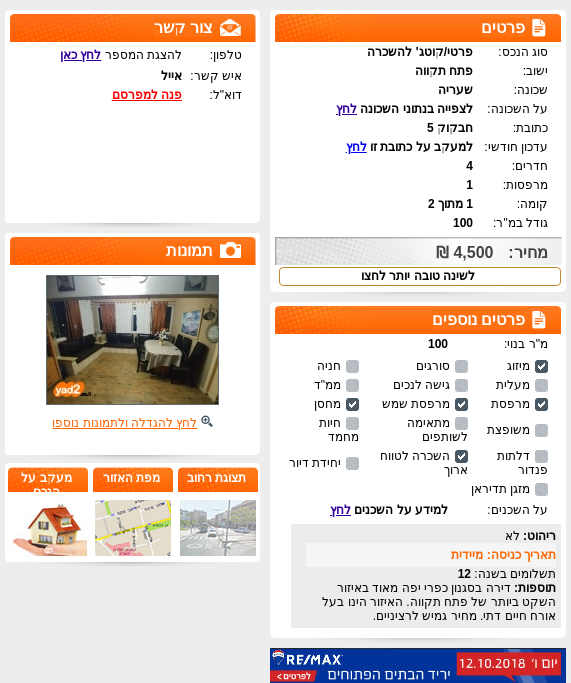 פרטים
סוג הנכס: פרטי/קוטג' להשכרה
ישוב: פתח תקווה
שכונה: שעריה
על השכונה: לצפייה בנתוני השכונה לחץ
כתובת: חבקוק 5
עדכון חודשי: למעקב על כתובת זו לחץ
חדרים: 4
מרפסות: 1
קומה: 1 מתוך 2
גודל במ"ר: 100
מחיר: 4,500 ₪
לשינה טובה יותר לחצו
פרטים נוספים
מ"ר בנוי: 100
מיזוג סורגים חניה
מעלית גישה לנכים ממ"ד
מרפסת מרפסת שמש מחסן
משופצת מתאימה לשותפים חיות מחמד
דלתות פנדור השכרה לטווח ארוך יחידת דיור
מזגן תדיראן
על השכנים: למידע על השכנים לחץ
ריהוט: לא
תאריך כניסה: מיידית
תשלומים בשנה: 12
תוספות: דירה בסגנון כפרי יפה מאוד באיזור
השקט ביותר של פתח תקווה. האיזור הינו בעל
אורח חיים דתי. מחיר גמיש לרציניים.
יום ו' 12.10.2018
RE/MAX
יריד הבתים הפתוחים
לפרטים >
צור קשר
טלפון: להצגת המספר לחץ כאן
איש קשר: אייל
דוא"ל: פנה למפרסם
תמונות
yad2
לחץ להגדלה ולתמונות נוספו
תצוגת רחוב
מפת האזור
מעקב על
הנכס